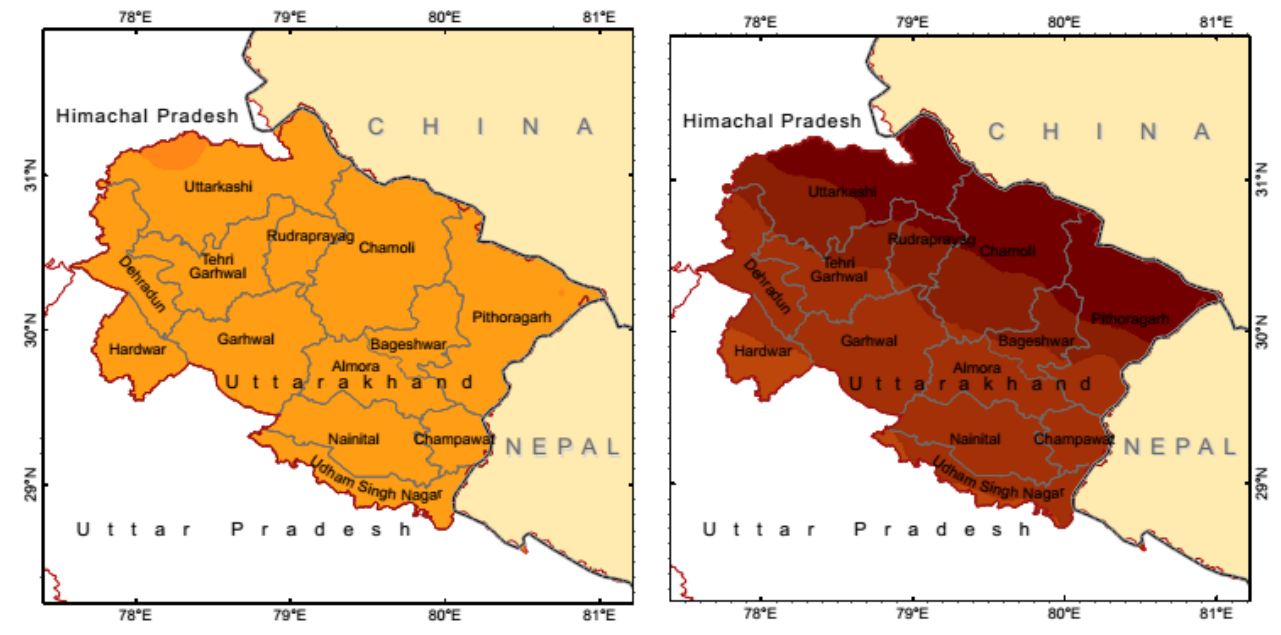 78°E 79°E 80°E 81°E
Himachal Pradesh
C H I N A
31°N
Uttarkashi
Rudraprayag
Chamoli
Tehri
Garhwal
Dehradun
Pithoragarh
30°N
Garhwal
Bageshwar
Hardwar
Almora
U t t a r a k h a n d
Nainital
Champawat
N E P A L
Udham Singh Nagar
29°N
U t t a r P r a d e s h
78°E 79°E 80°E 81°E
78°E 79°E 80°E 81°E
Himachal Pradesh
C H I N A
31°N
Uttarkashi
Rudraprayag
Chamoli
Tehri
Garhwal
Dehradun
Pithoragarh
30°N
Garhwal
Bageshwar
Hardwar
Almora
U t t a r a k h a n d
Nainital
Champawat
N E P A L
Udham Singh Nagar
29°N
U t t a r P r a d e s h
78°E 79°E 80°E 81°E